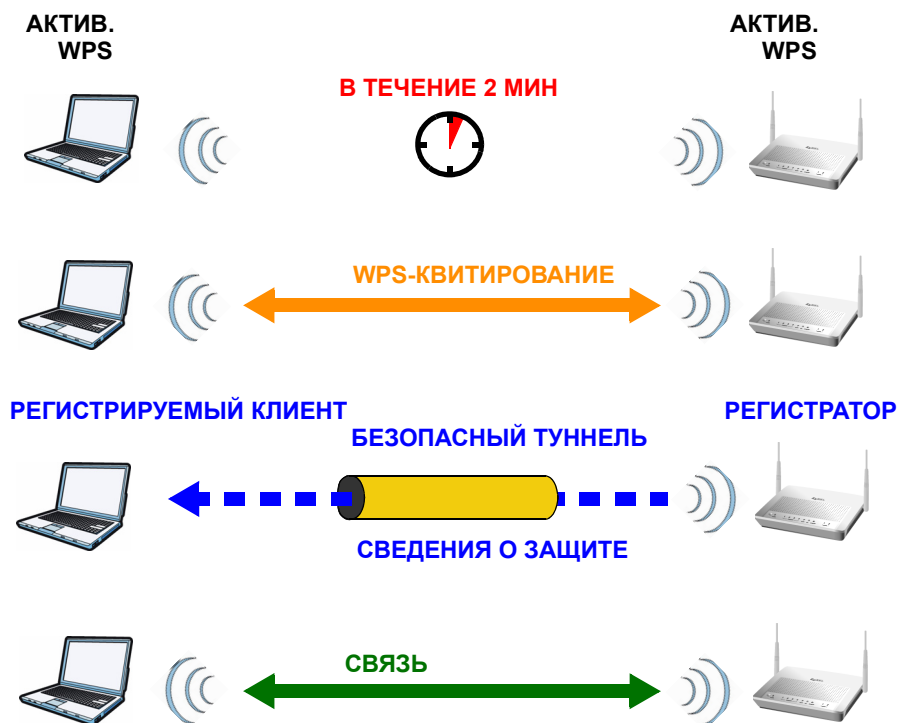 АКТИВ.
WPS
АКТИВ.
WPS
В ТЕЧЕНИЕ 2 МИН
WPS-КВИТИРОВАНИЕ
РЕГИСТРИРУЕМЫЙ КЛИЕНТ
РЕГИСТРАТОР
БЕЗОПАСНЫЙ ТУННЕЛЬ
СВЕДЕНИЯ О ЗАЩИТЕ
СВЯЗЬ